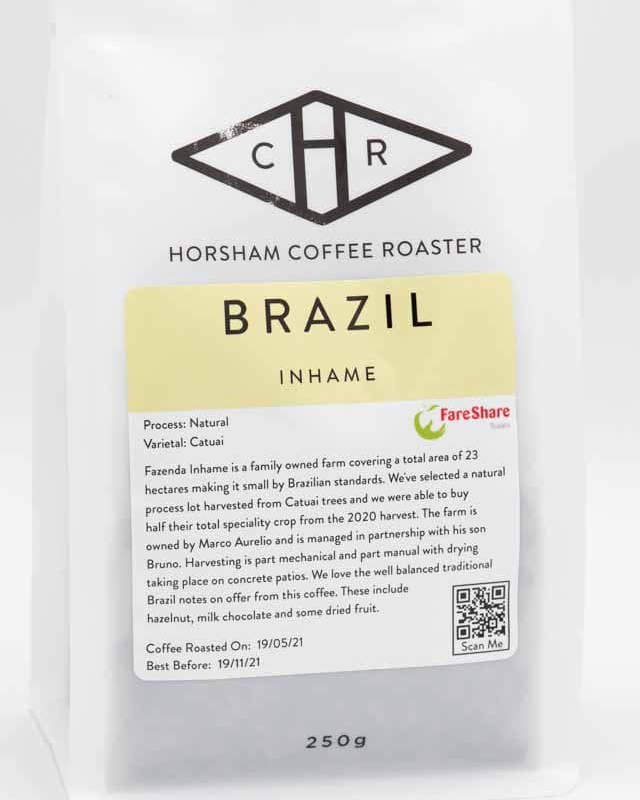 C H R
HORSHAM COFFEE ROASTER
BRAZIL
INHAME
Process: Natural
Varietal: Catuai
FareShare
Sussex
Fazenda Inhame is a family owned farm covering a total area of 23
hectares making it small by Brazilian standards. We've selected a natural
process lot harvested from Catuai trees and we were able to buy
half their total speciality crop from the 2020 harvest. The farm is
owned by Marco Aurelio and is managed in partnership with his son
Bruno. Harvesting is part mechanical and part manual with drying
taking place on concrete patios. We love the well balanced traditional
Brazil notes on offer from this coffee. These include
hazelnut, milk chocolate and some dried fruit.
Coffee Roasted On: 19/05/21
Best Before: 19/11/21
Scan Me
250g